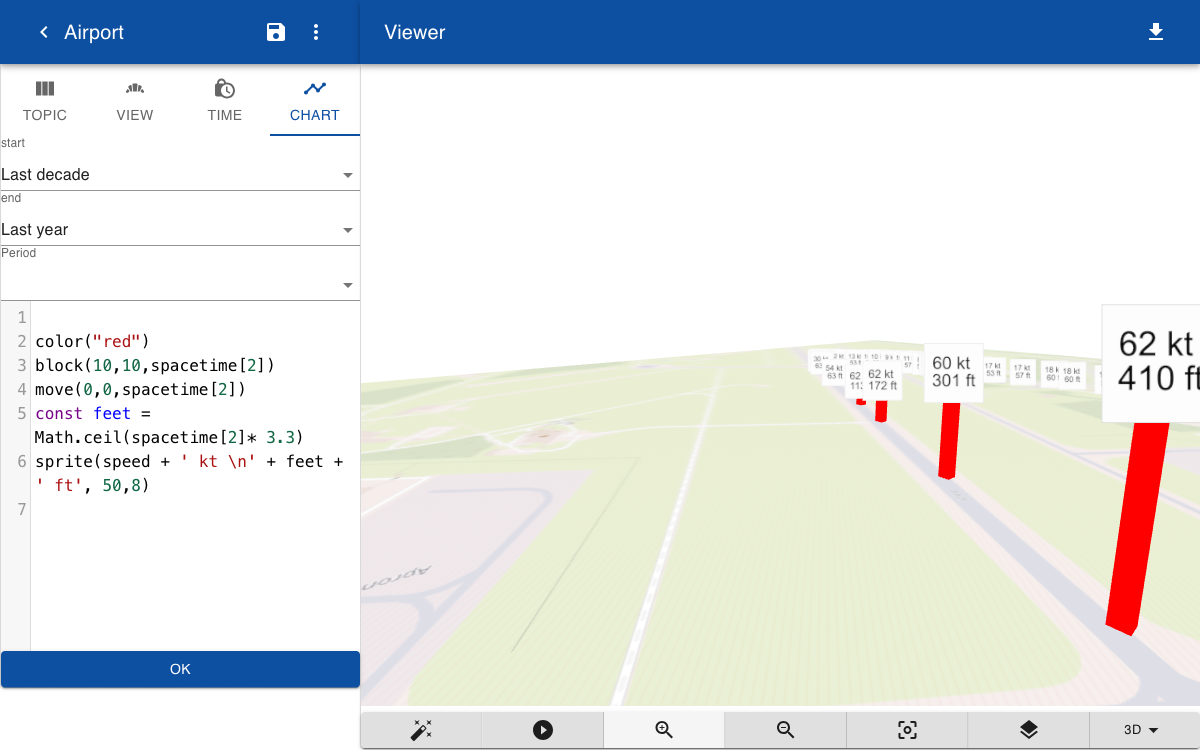 Airport
Viewer
TOPIC
VIEW
TIME
CHART
start
Last decade
end
Last year
Period
1
2 color("red")
3 block(10,10,spacetime[2])
4 move(0,0,spacetime[2])
5 const feet =
Math.ceil(spacetime[2]* 3.3)
6 sprite(speed + ' kt \n' + feet +
' ft', 50,8)
7
OK
62 kt
410 ft
60 kt
301 ft
62 kt
172 ft
54 kt
63 ft
17 kt
53 ft
17 kt
57 ft
18 kt
60 ft
Apron
3D